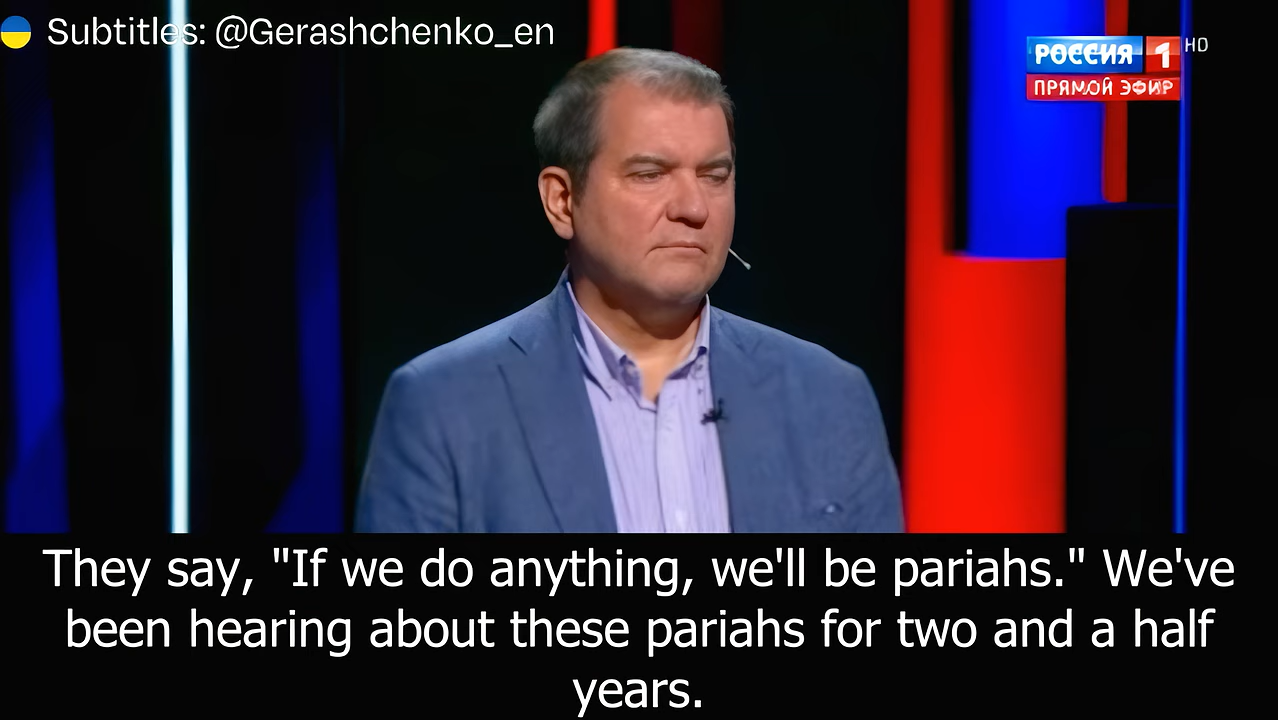 Subtitles: @Gerashchenko_en
РОССИЯ 1 HD
ПРЯМОЙ ЭФИР
They say, "If we do anything, we'll be pariahs." We've
been hearing about these pariahs for two and a half
years.